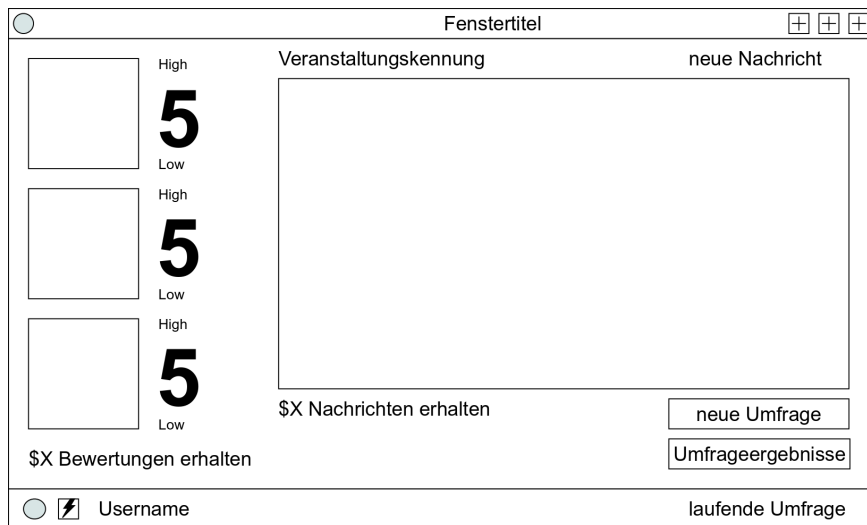 Fenstertitel
High
5
Low
High
5
Low
High
5
Low
$X Bewertungen erhalten
Veranstaltungskennung
neue Nachricht
$X Nachrichten erhalten
neue Umfrage
Umfrageergebnisse
Username
laufende Umfrage